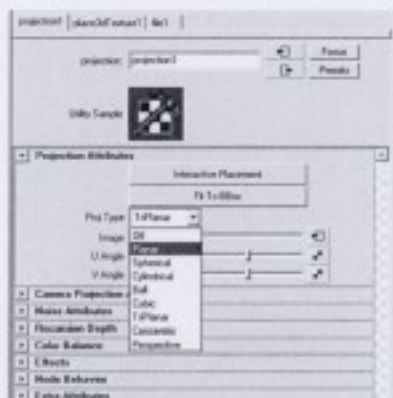 projection1 place3dTexture1 file1
projection: projection1
Focus
Presets
Utility Sample
Projection Attributes
Interactive Placement
Fit To BBox
Proj Type TriPlanar
Image
U Angle
V Angle
Off
Planar
Spherical
Cylindrical
Ball
Cubic
TriPlanar
Concentric
Perspective
Camera Projection
Noise Attributes
Recursion Depth
Color Balance
Effects
Node Behavior
Extra Attributes